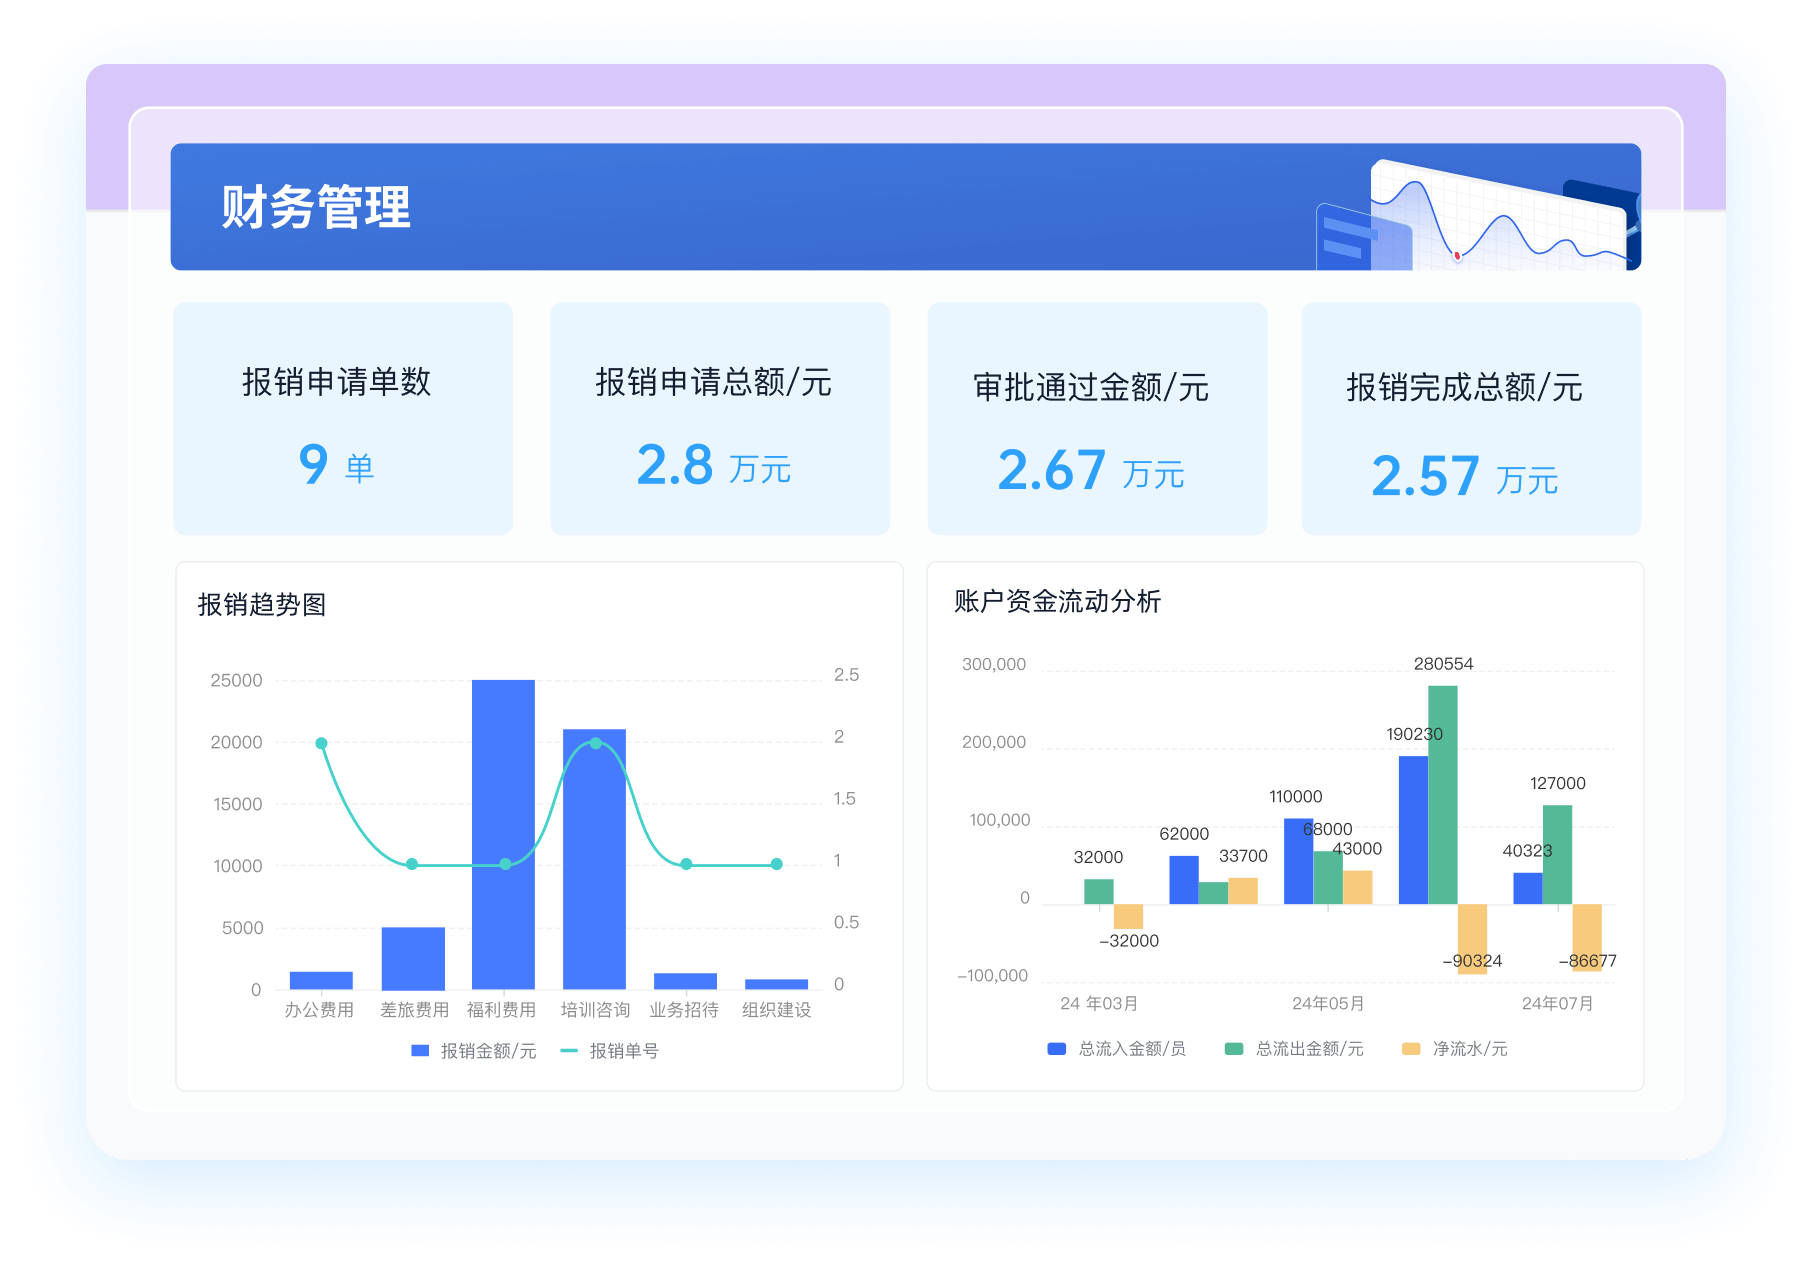 财务管理
报销申请单数
9 单
报销申请总额/元
2.8 万元
审批通过金额/元
2.67 万元
报销完成总额/元
2.57 万元
报销趋势图
25000
20000
15000
10000
5000
0
2.5
2
1.5
1
0.5
0
办公费用 差旅费用 福利费用 培训咨询 业务招待 组织建设
报销金额/元 报销单号
账户资金流动分析
300,000
200,000
100,000
0
−100,000
280554
190230
127000
110000
68000
62000
43000
40323
33700
32000
−32000
−90324
−86677
24 年03月 24年05月 24年07月
总流入金额/员 总流出金额/元 净流水/元